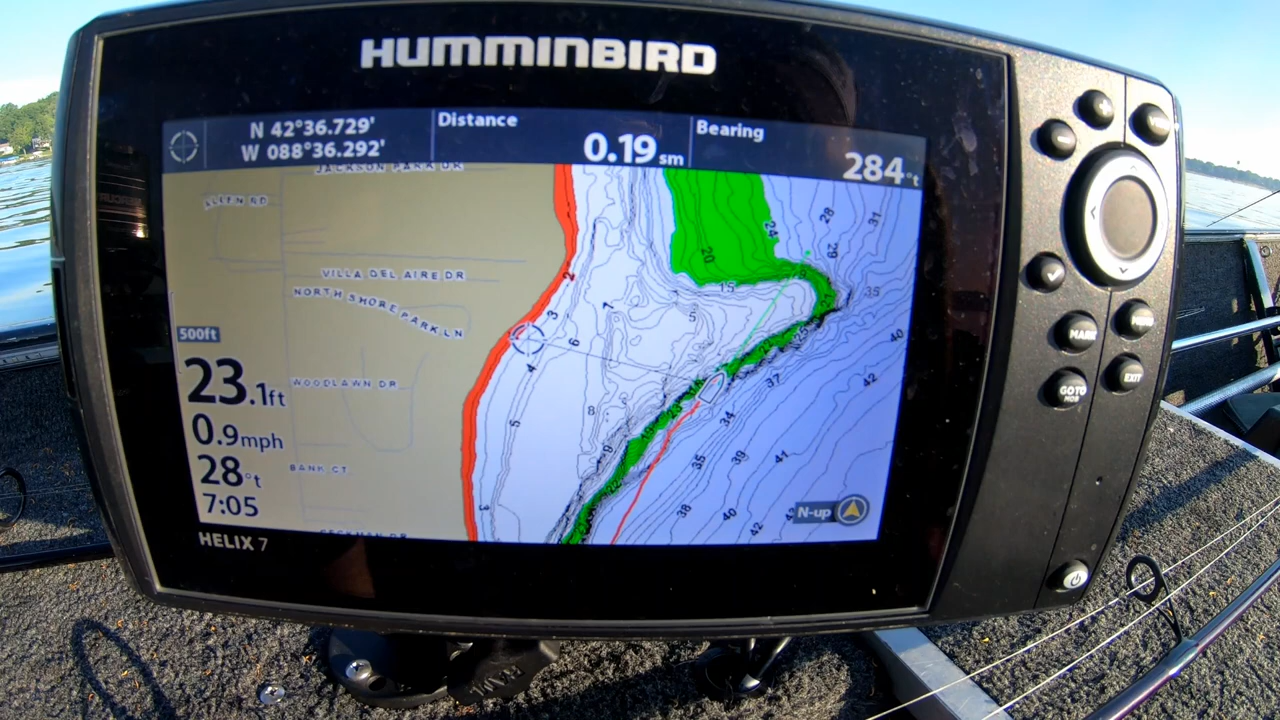 HUMMINBIRD
N 42°36.729'
W 088°36.292'
Distance
0.19 sm
Bearing
284°t
JACKSON PARK DR
ALLEN RD
VILLA DEL AIRE DR
NORTH SHORE PARK LN
WOODLAWN DR
BANK CT
500ft
23.1ft
0.9mph
28°t
7:05
2
3
4
6
7
5
8
5
3
20
24
15
28
29
31
35
40
42
37
34
35
39
41
38
40
42
N-up
HELIX 7
MARK
GOTO
MOB
EXIT
RAM